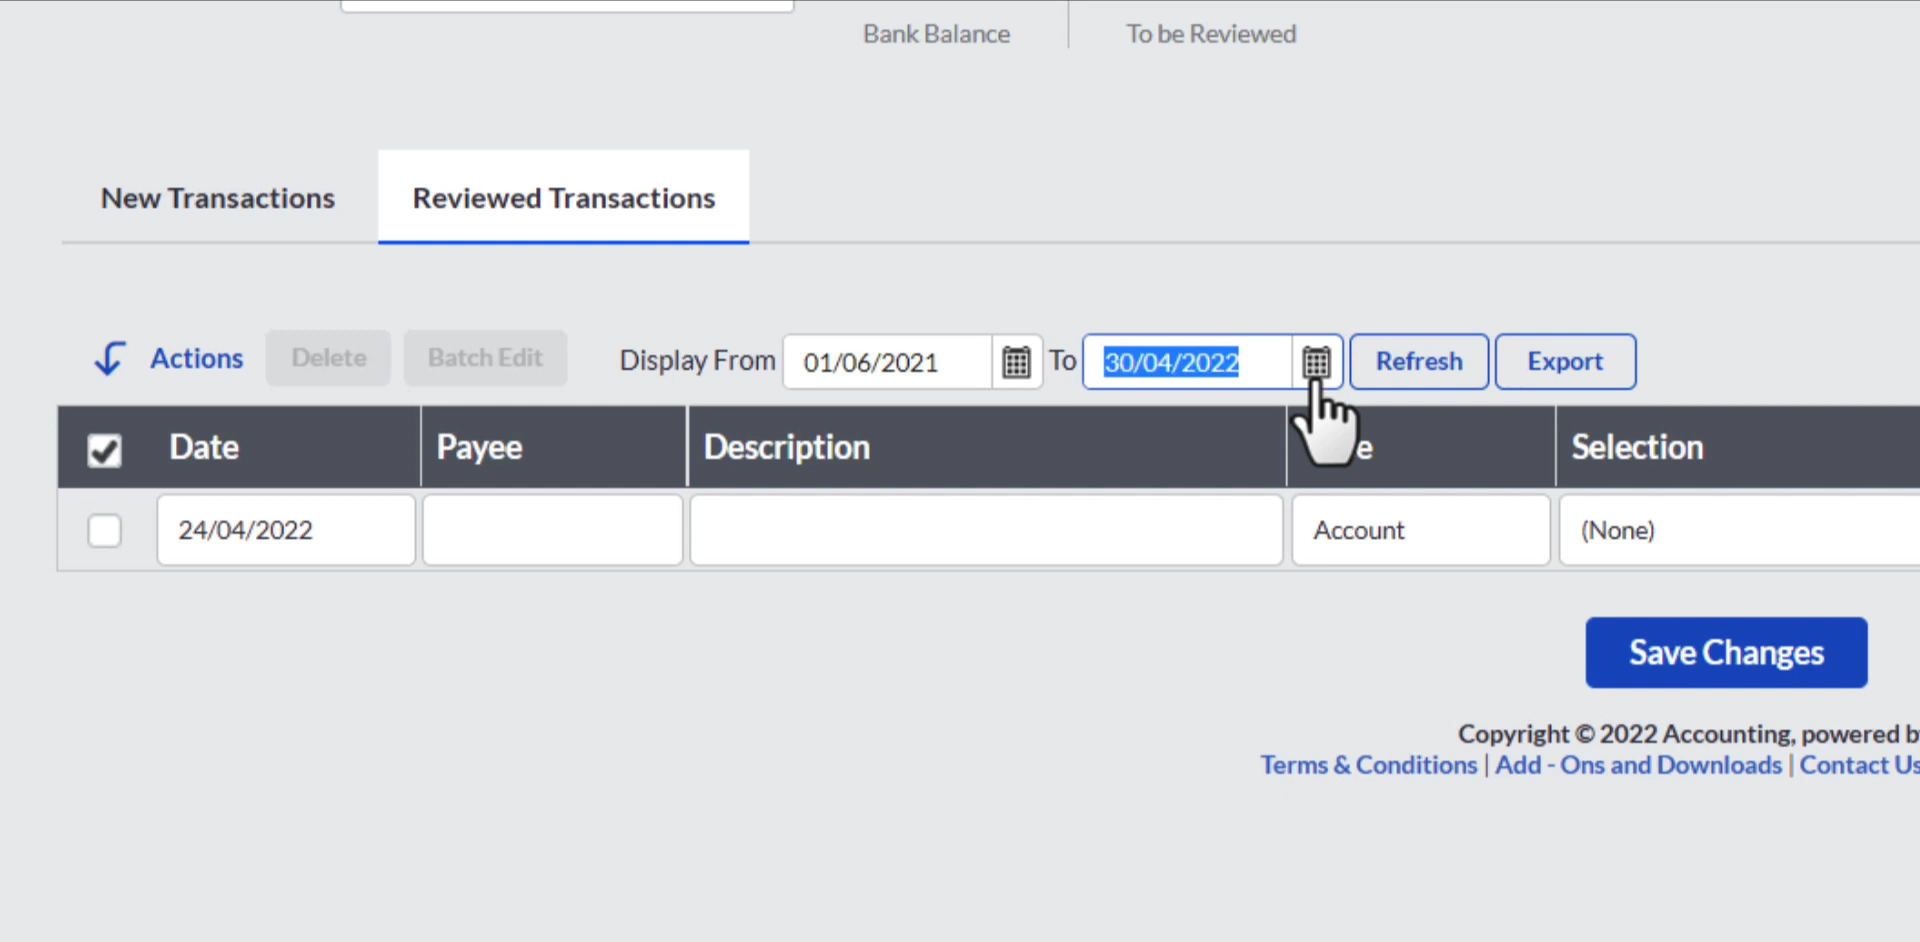 Bank Balance
To be Reviewed
New Transactions
Reviewed Transactions
Actions
Delete
Batch Edit
Display From
01/06/2021
To
30/04/2022
Refresh
Export
Date
Payee
Description
Selection
24/04/2022
Account
(None)
Save Changes
Copyright © 2022 Accounting, powered
Terms & Conditions | Add - Ons and Downloads | Contact Us